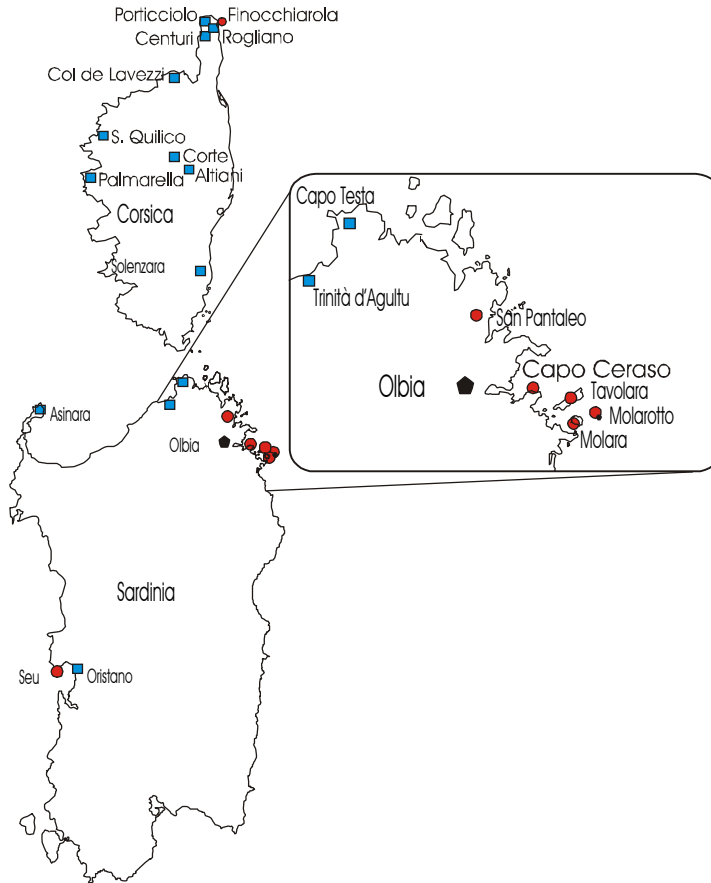 Porticciolo
Finocchiarola
Centuri
Rogliano
Col de Lavezzi
S. Quilico
Corte
Altiani
Palmarella
Corsica
Solenzara
Capo Testa
Trinità d'Agultu
San Pantaleo
Capo Ceraso
Olbia
Tavolara
Molarotto
Molara
Asinara
Olbia
Sardinia
Seu
Oristano